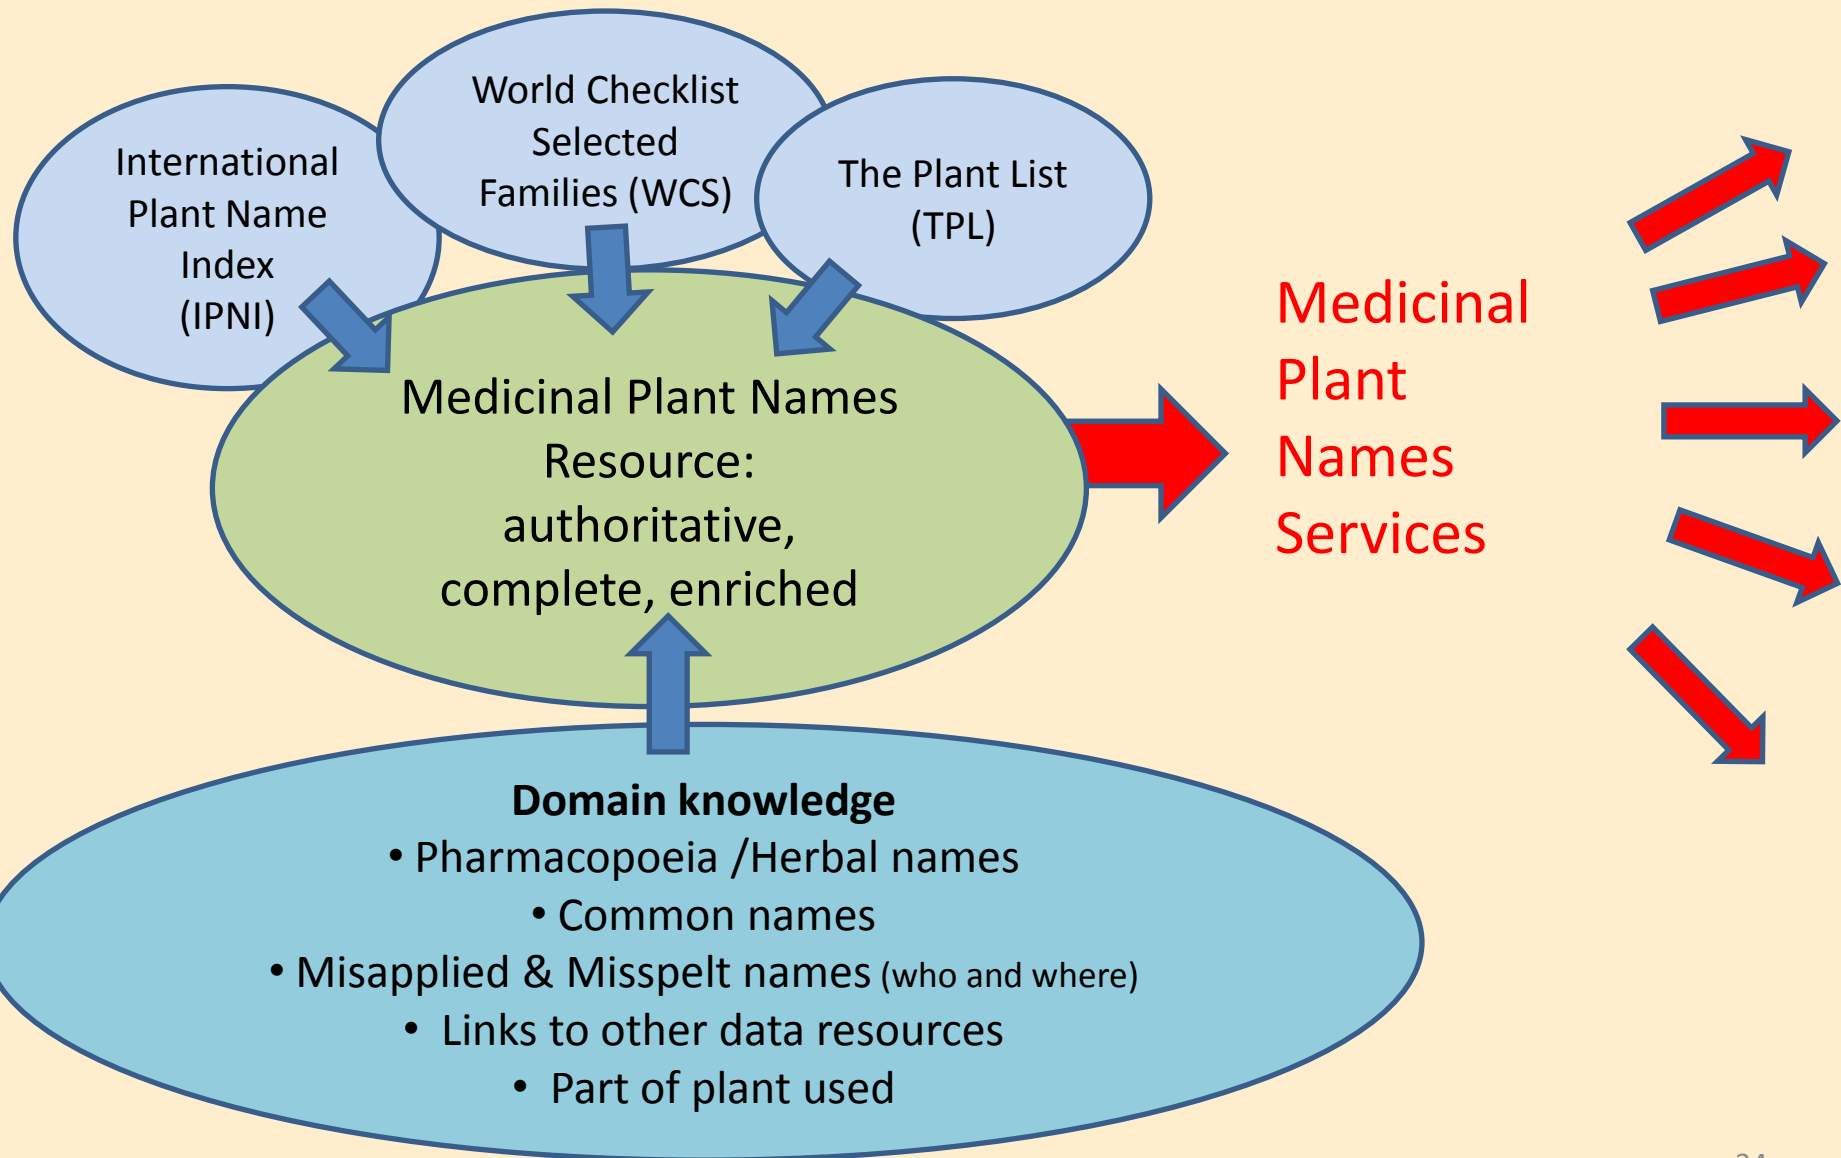 International
Plant Name
Index
(IPNI)
World Checklist
Selected
Families (WCS)
The Plant List
(TPL)
Medicinal Plant Names
Resource:
authoritative,
complete, enriched
Medicinal
Plant
Names
Services
Domain knowledge
• Pharmacopoeia /Herbal names
• Common names
• Misapplied & Misspelt names (who and where)
• Links to other data resources
• Part of plant used